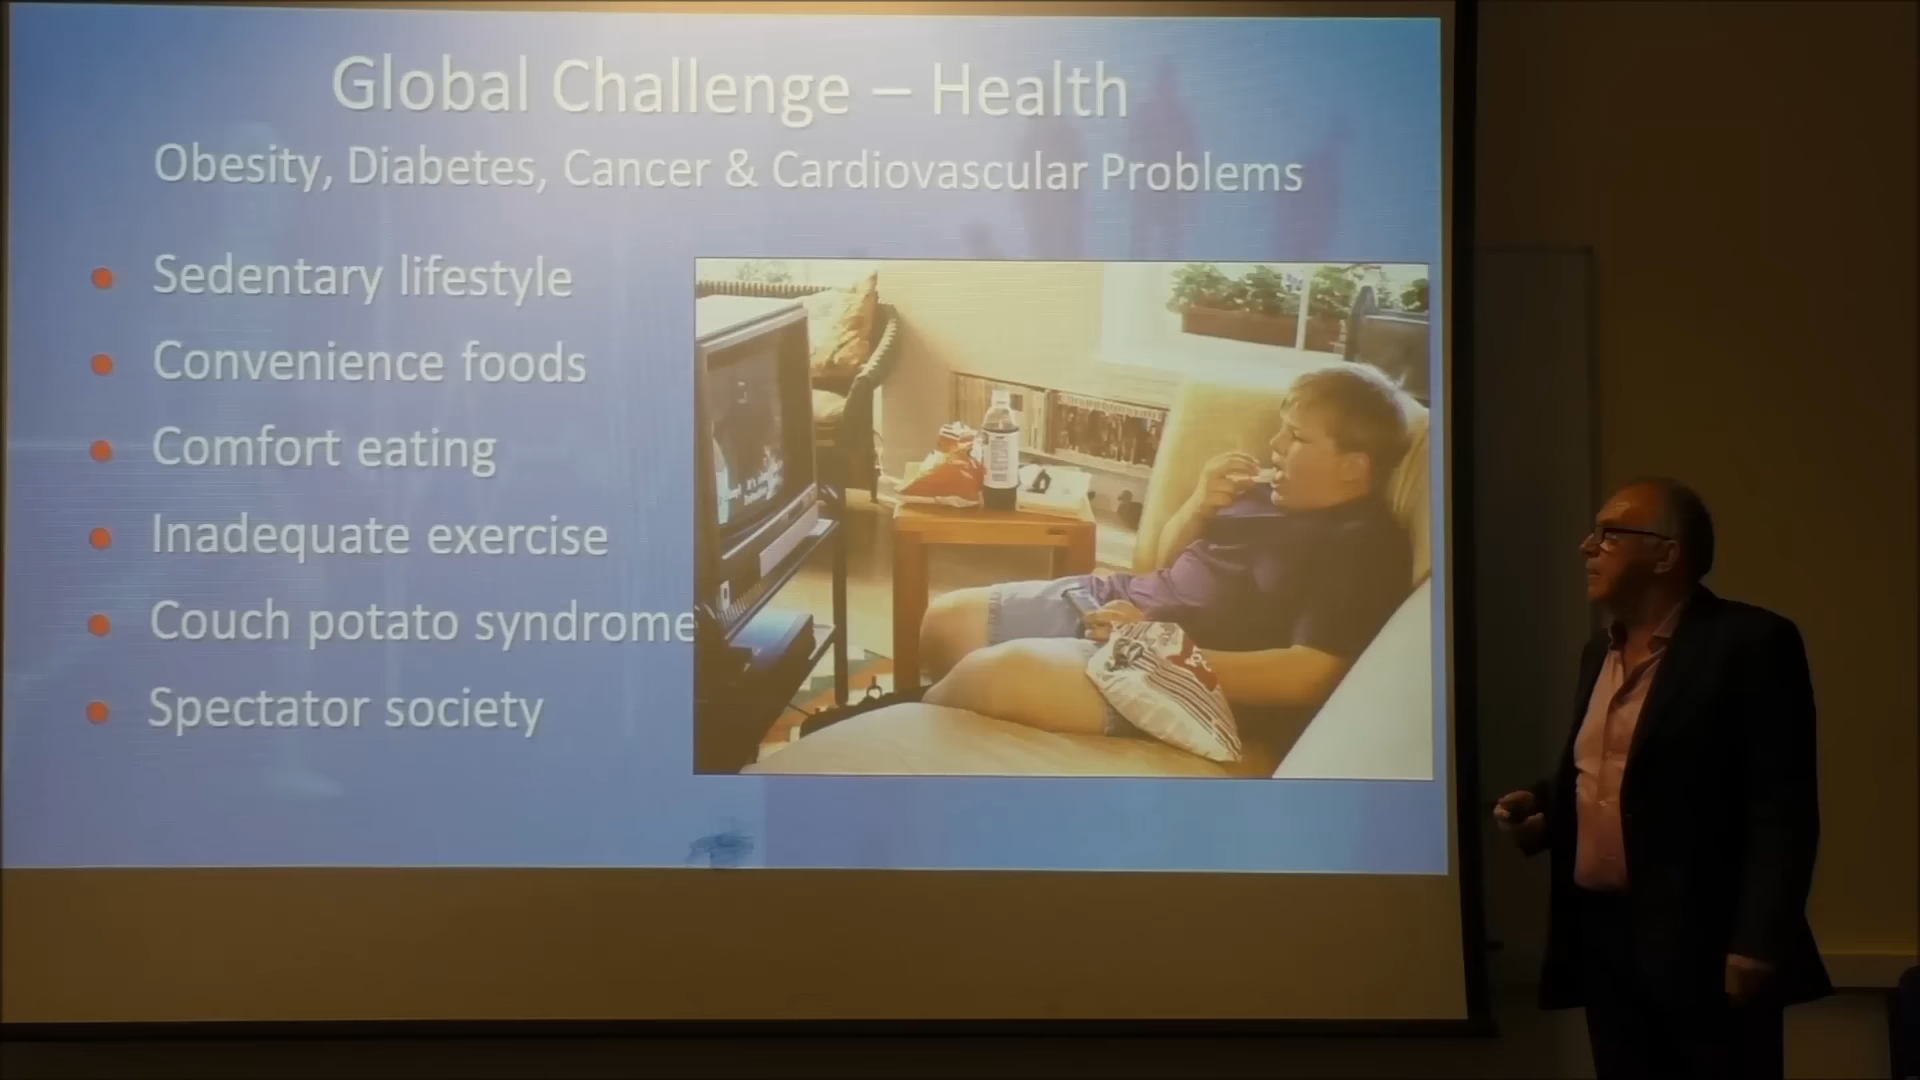 Global Challenge – Health
Obesity, Diabetes, Cancer & Cardiovascular Problems
Sedentary lifestyle
Convenience foods
Comfort eating
Inadequate exercise
Couch potato syndrome
Spectator society